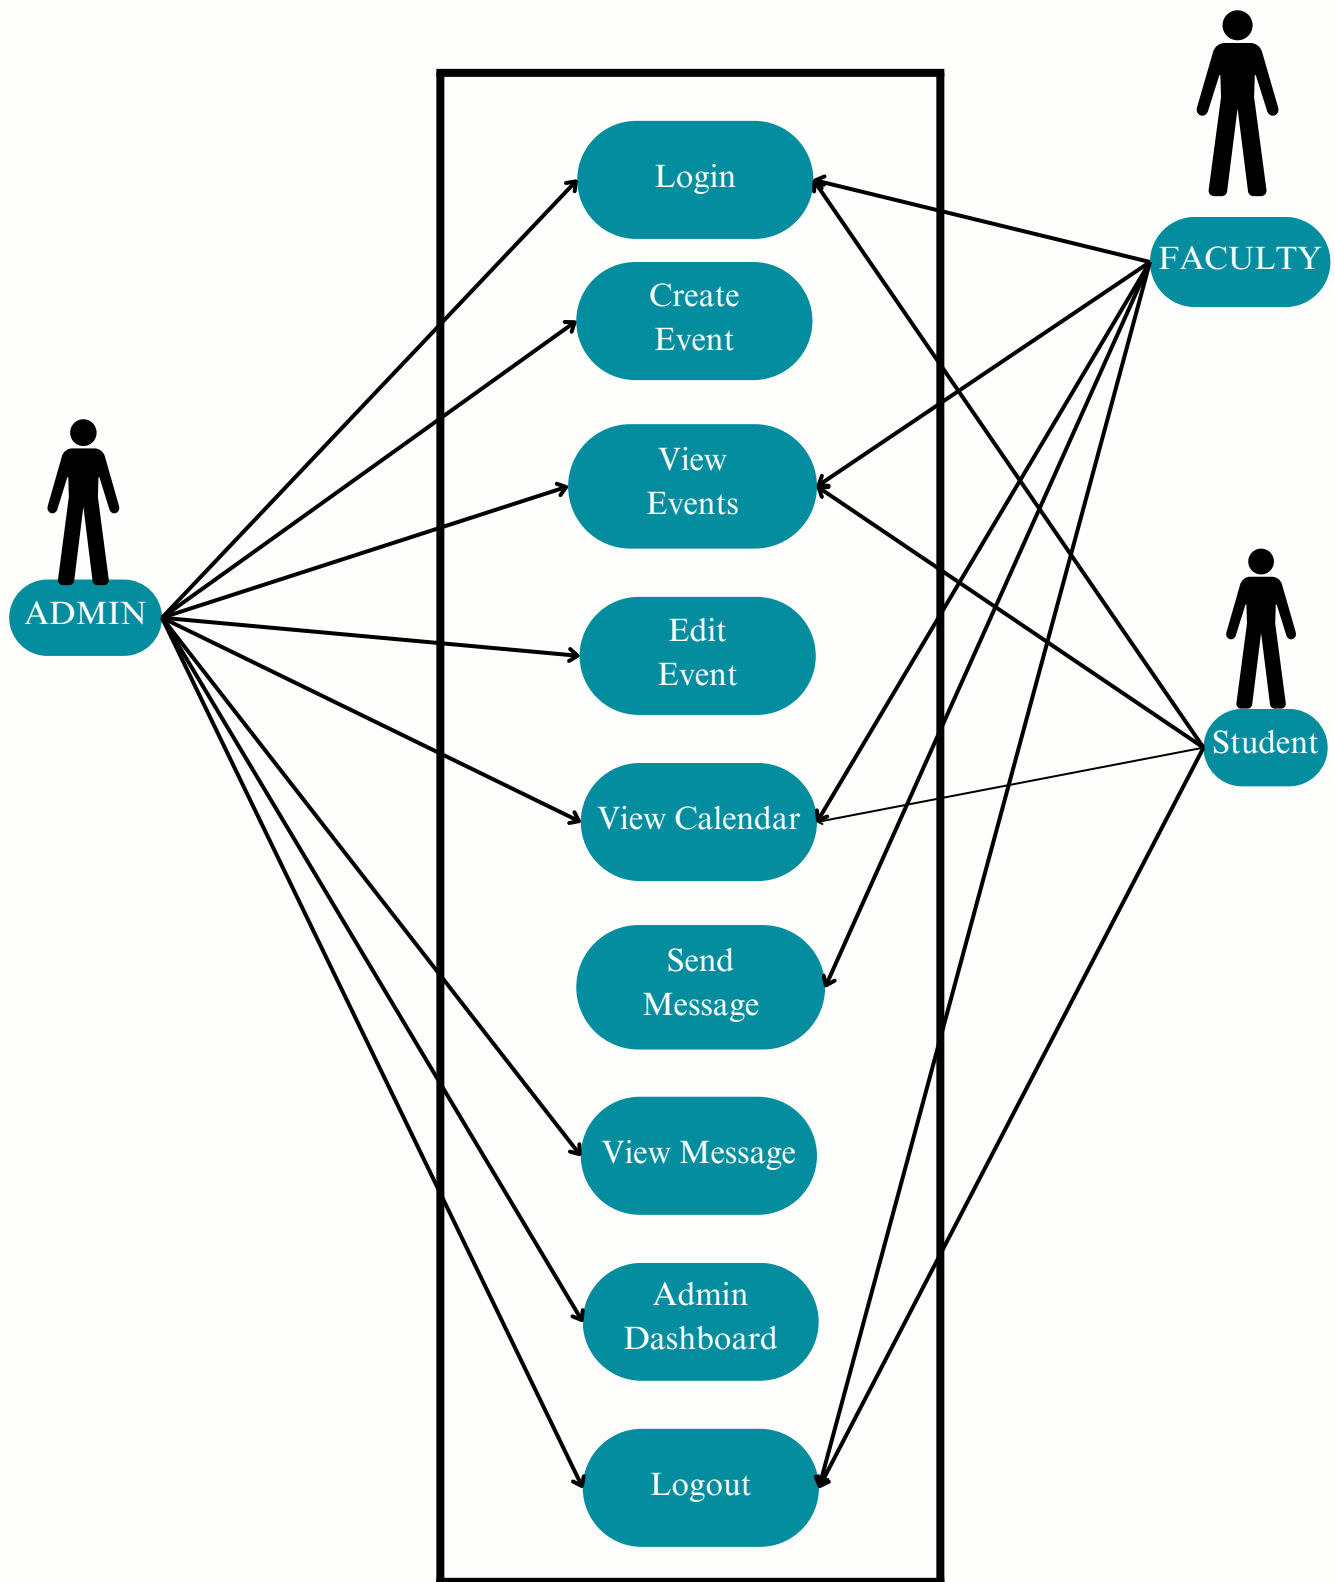 Login
FACULTY
Create
Event
View
Events
ADMIN
Edit
Event
Student
View Calendar
Send
Message
View Message
Admin
Dashboard
Logout